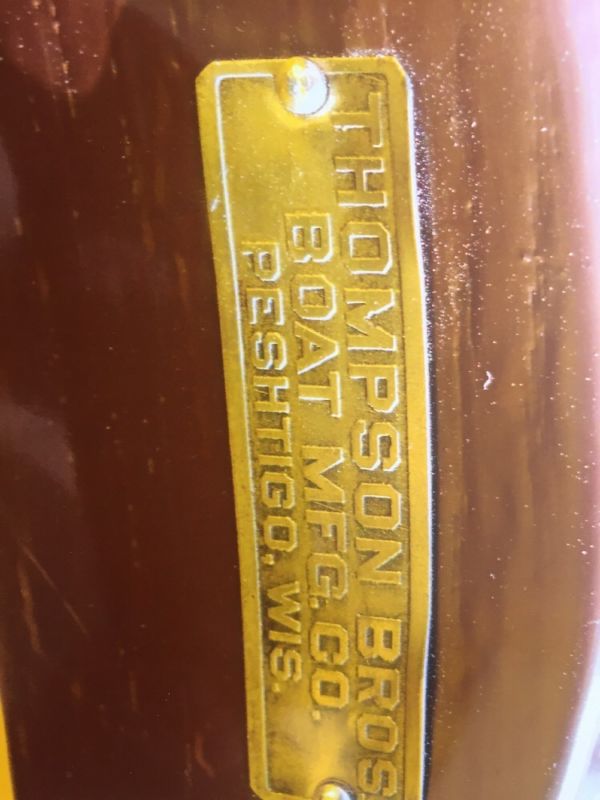 THOMPSON BROS.
BOAT MFG. CO.
PESHTIGO, WIS.